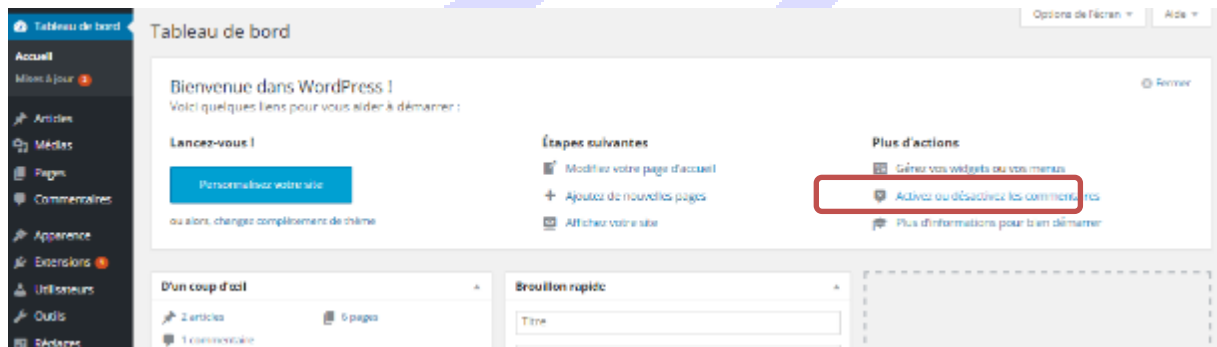 Tableau de bord
Accueil
Mises à jour
Articles
Médias
Pages
Commentaires
Apparence
Extensions
Utilisateurs
Outils
Réglages
Options de l'écran
Aide
Tableau de bord
Bienvenue dans WordPress !
Fermer
Voici quelques liens pour vous aider à démarrer :
Lancez-vous !
Personnalisez votre site
ou alors, changez complètement de thème
Étapes suivantes
Modifiez votre page d'accueil
Ajoutez de nouvelles pages
Affichez votre site
Plus d'actions
Gérez vos widgets ou vos menus
Activez ou désactivez les commentaires
Plus d'informations pour bien démarrer
D'un coup d'œil
2 articles
6 pages
1 commentaire
Brouillon rapide
Titre